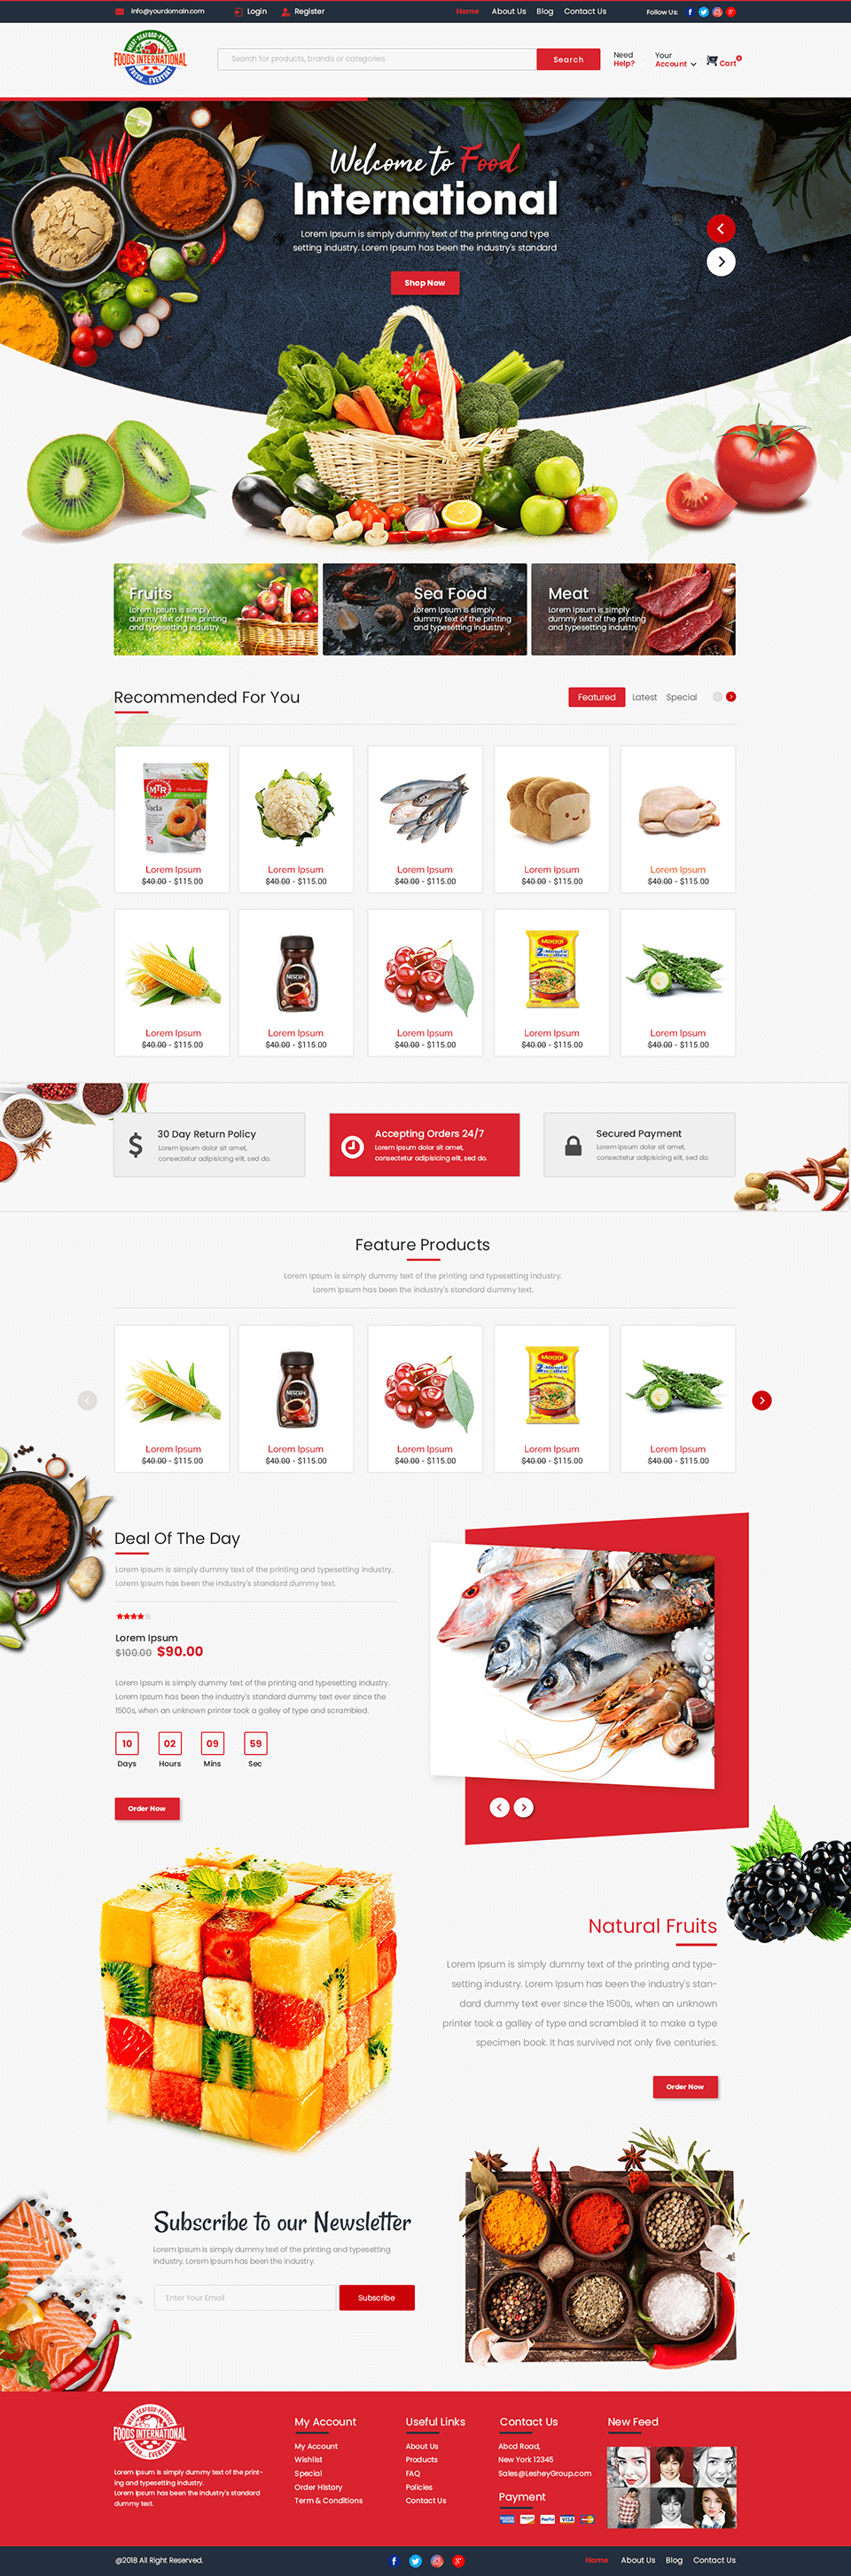 info@yourdomain.com
Login
Register
Home
About Us
Blog
Contact Us
Follow Us:
MEAT-SEAFOOD-PRODUCE
FOODS INTERNATIONAL
FRESH... EVERYDAY
Search for products, brands or categories
Search
Need
Help?
Your
Account
Cart
Welcome to Food
International
Lorem Ipsum is simply dummy text of the printing and type
setting industry. Lorem Ipsum has been the industry's standard
Shop Now
Fruits
Lorem Ipsum is simply
dummy text of the printing
and typesetting industry.
Sea Food
Lorem Ipsum is simply
dummy text of the printing
and typesetting industry.
Meat
Lorem Ipsum is simply
dummy text of the printing
and typesetting industry.
Recommended For You
Featured
Latest
Special
MTR
Vada
Lorem Ipsum
$40.00 - $115.00
Lorem Ipsum
$40.00 - $115.00
Lorem Ipsum
$40.00 - $115.00
Lorem Ipsum
$40.00 - $115.00
Lorem Ipsum
$40.00 - $115.00
NESCAFE
Maggi
2-Minute
Noodles
Lorem Ipsum
$40.00 - $115.00
Lorem Ipsum
$40.00 - $115.00
Lorem Ipsum
$40.00 - $115.00
Lorem Ipsum
$40.00 - $115.00
Lorem Ipsum
$40.00 - $115.00
30 Day Return Policy
Lorem Ipsum dolor sit amet,
consectetur adipisicing elit, sed do.
Accepting Orders 24/7
Lorem Ipsum dolor sit amet,
consectetur adipisicing elit, sed do.
Secured Payment
Lorem Ipsum dolor sit amet,
consectetur adipisicing elit, sed do.
Feature Products
Lorem Ipsum is simply dummy text of the printing and typesetting industry.
Lorem Ipsum has been the industry's standard dummy text.
NESCAFE
Maggi
2-Minute
Noodles
Lorem Ipsum
$40.00 - $115.00
Lorem Ipsum
$40.00 - $115.00
Lorem Ipsum
$40.00 - $115.00
Lorem Ipsum
$40.00 - $115.00
Lorem Ipsum
$40.00 - $115.00
Deal Of The Day
Lorem Ipsum is simply dummy text of the printing and typesetting industry.
Lorem Ipsum has been the industry's standard dummy text.
Lorem Ipsum
$100.00 $90.00
Lorem Ipsum is simply dummy text of the printing and typesetting industry.
Lorem Ipsum has been the industry's standard dummy text ever since the
1500s, when an unknown printer took a galley of type and scrambled.
10 02 09 59
Days Hours Mins Sec
Order Now
Natural Fruits
Lorem Ipsum is simply dummy text of the printing and type-
setting industry. Lorem Ipsum has been the industry's stan-
dard dummy text ever since the 1500s, when an unknown
printer took a galley of type and scrambled it to make a type
specimen book. It has survived not only five centuries.
Order Now
Subscribe to our Newsletter
Lorem Ipsum is simply dummy text of the printing and typesetting
industry. Lorem Ipsum has been the industry.
Enter Your Email
Subscribe
MEAT-SEAFOOD-PRODUCE
FOODS INTERNATIONAL
FRESH... EVERYDAY
Lorem Ipsum is simply dummy text of the print-
ing and typesetting industry.
Lorem Ipsum has been the industry's standard
dummy text.
My Account
My Account
Wishlist
Special
Order History
Term & Conditions
Useful Links
About Us
Products
FAQ
Policies
Contact Us
Contact Us
Abcd Road,
New York 12345
Sales@LesheyGroup.com
Payment
PayPal
VISA
New Feed
@2018 All Right Reserved.
Home
About Us
Blog
Contact Us